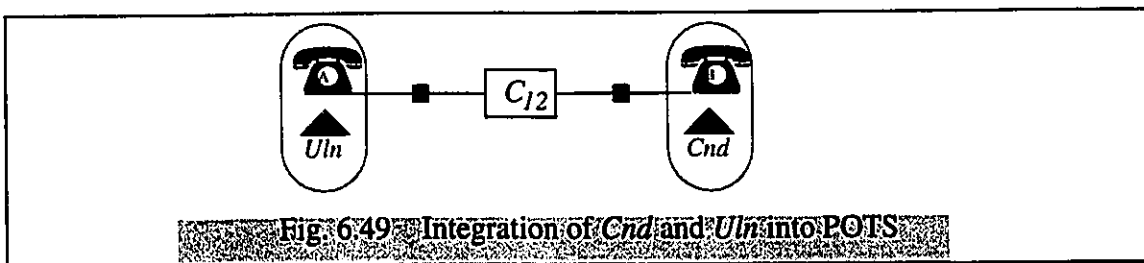 A
B
C12
Uln
Cnd
Fig. 6.49 Integration of Cnd and Uln into POTS